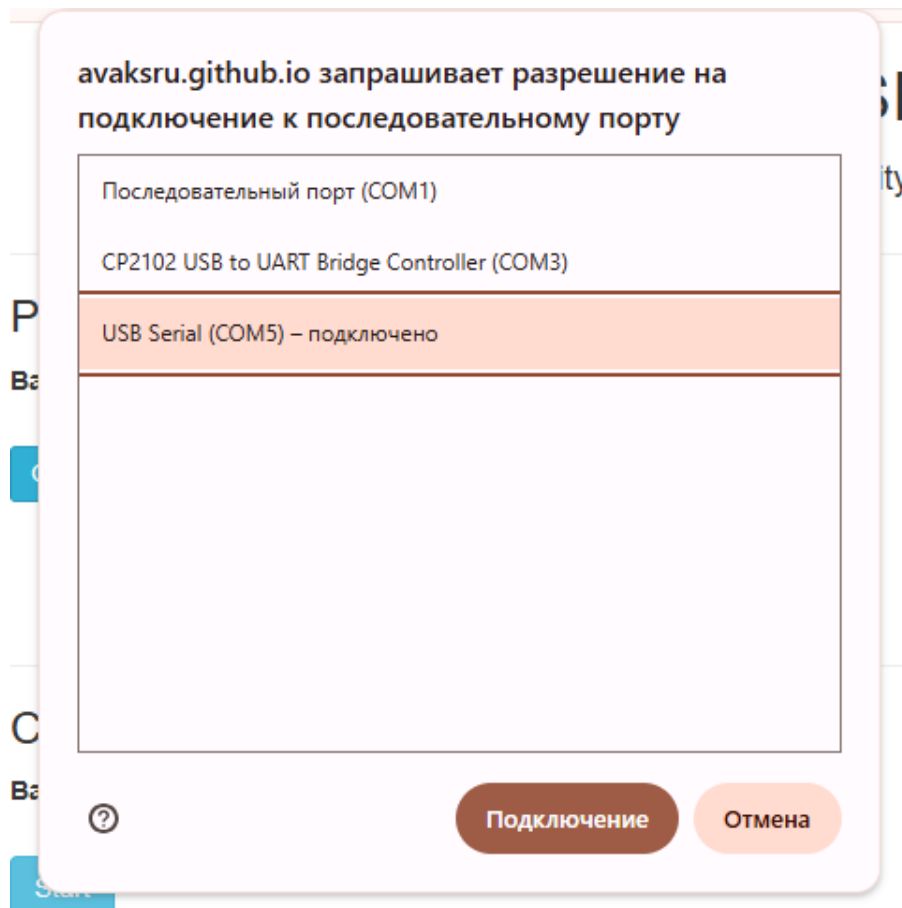 avaksru.github.io запрашивает разрешение на
подключение к последовательному порту
Последовательный порт (COM1)
CP2102 USB to UART Bridge Controller (COM3)
USB Serial (COM5) – подключено
Подключение
Отмена
Start